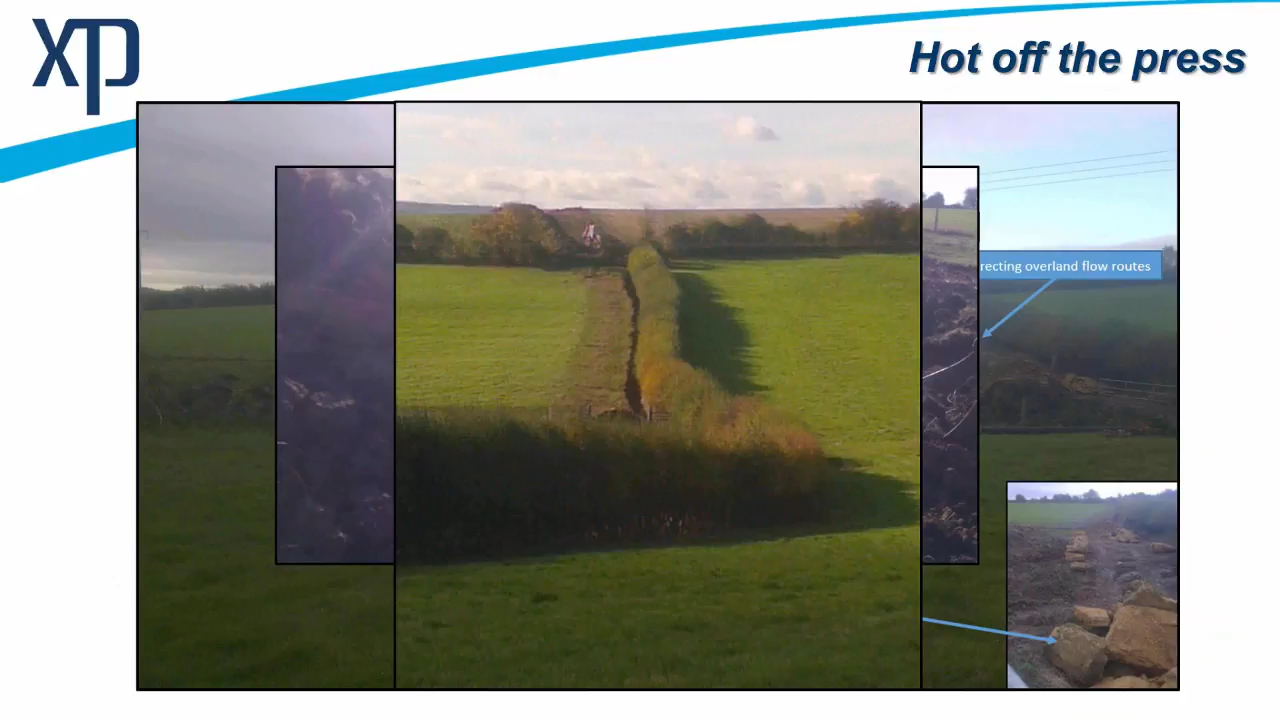 xp
Hot off the press
recting overland flow routes